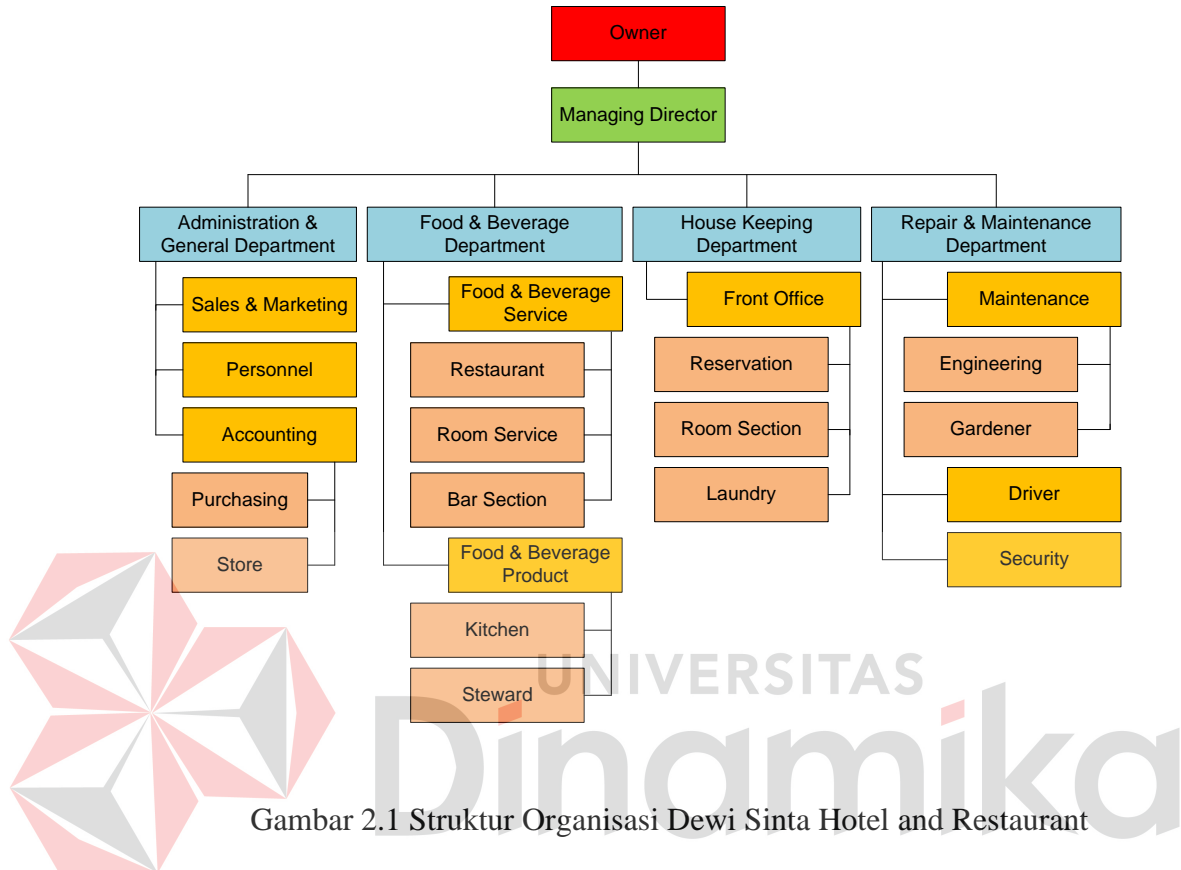 Owner
Managing Director
Administration &
General Department
Food & Beverage
Department
House Keeping
Department
Repair & Maintenance
Department
Sales & Marketing
Personnel
Accounting
Purchasing
Store
Food & Beverage
Service
Restaurant
Room Service
Bar Section
Food & Beverage
Product
Kitchen
Steward
Front Office
Reservation
Room Section
Laundry
Maintenance
Engineering
Gardener
Driver
Security
UNIVERSITAS
Dinamika
Gambar 2.1 Struktur Organisasi Dewi Sinta Hotel and Restaurant